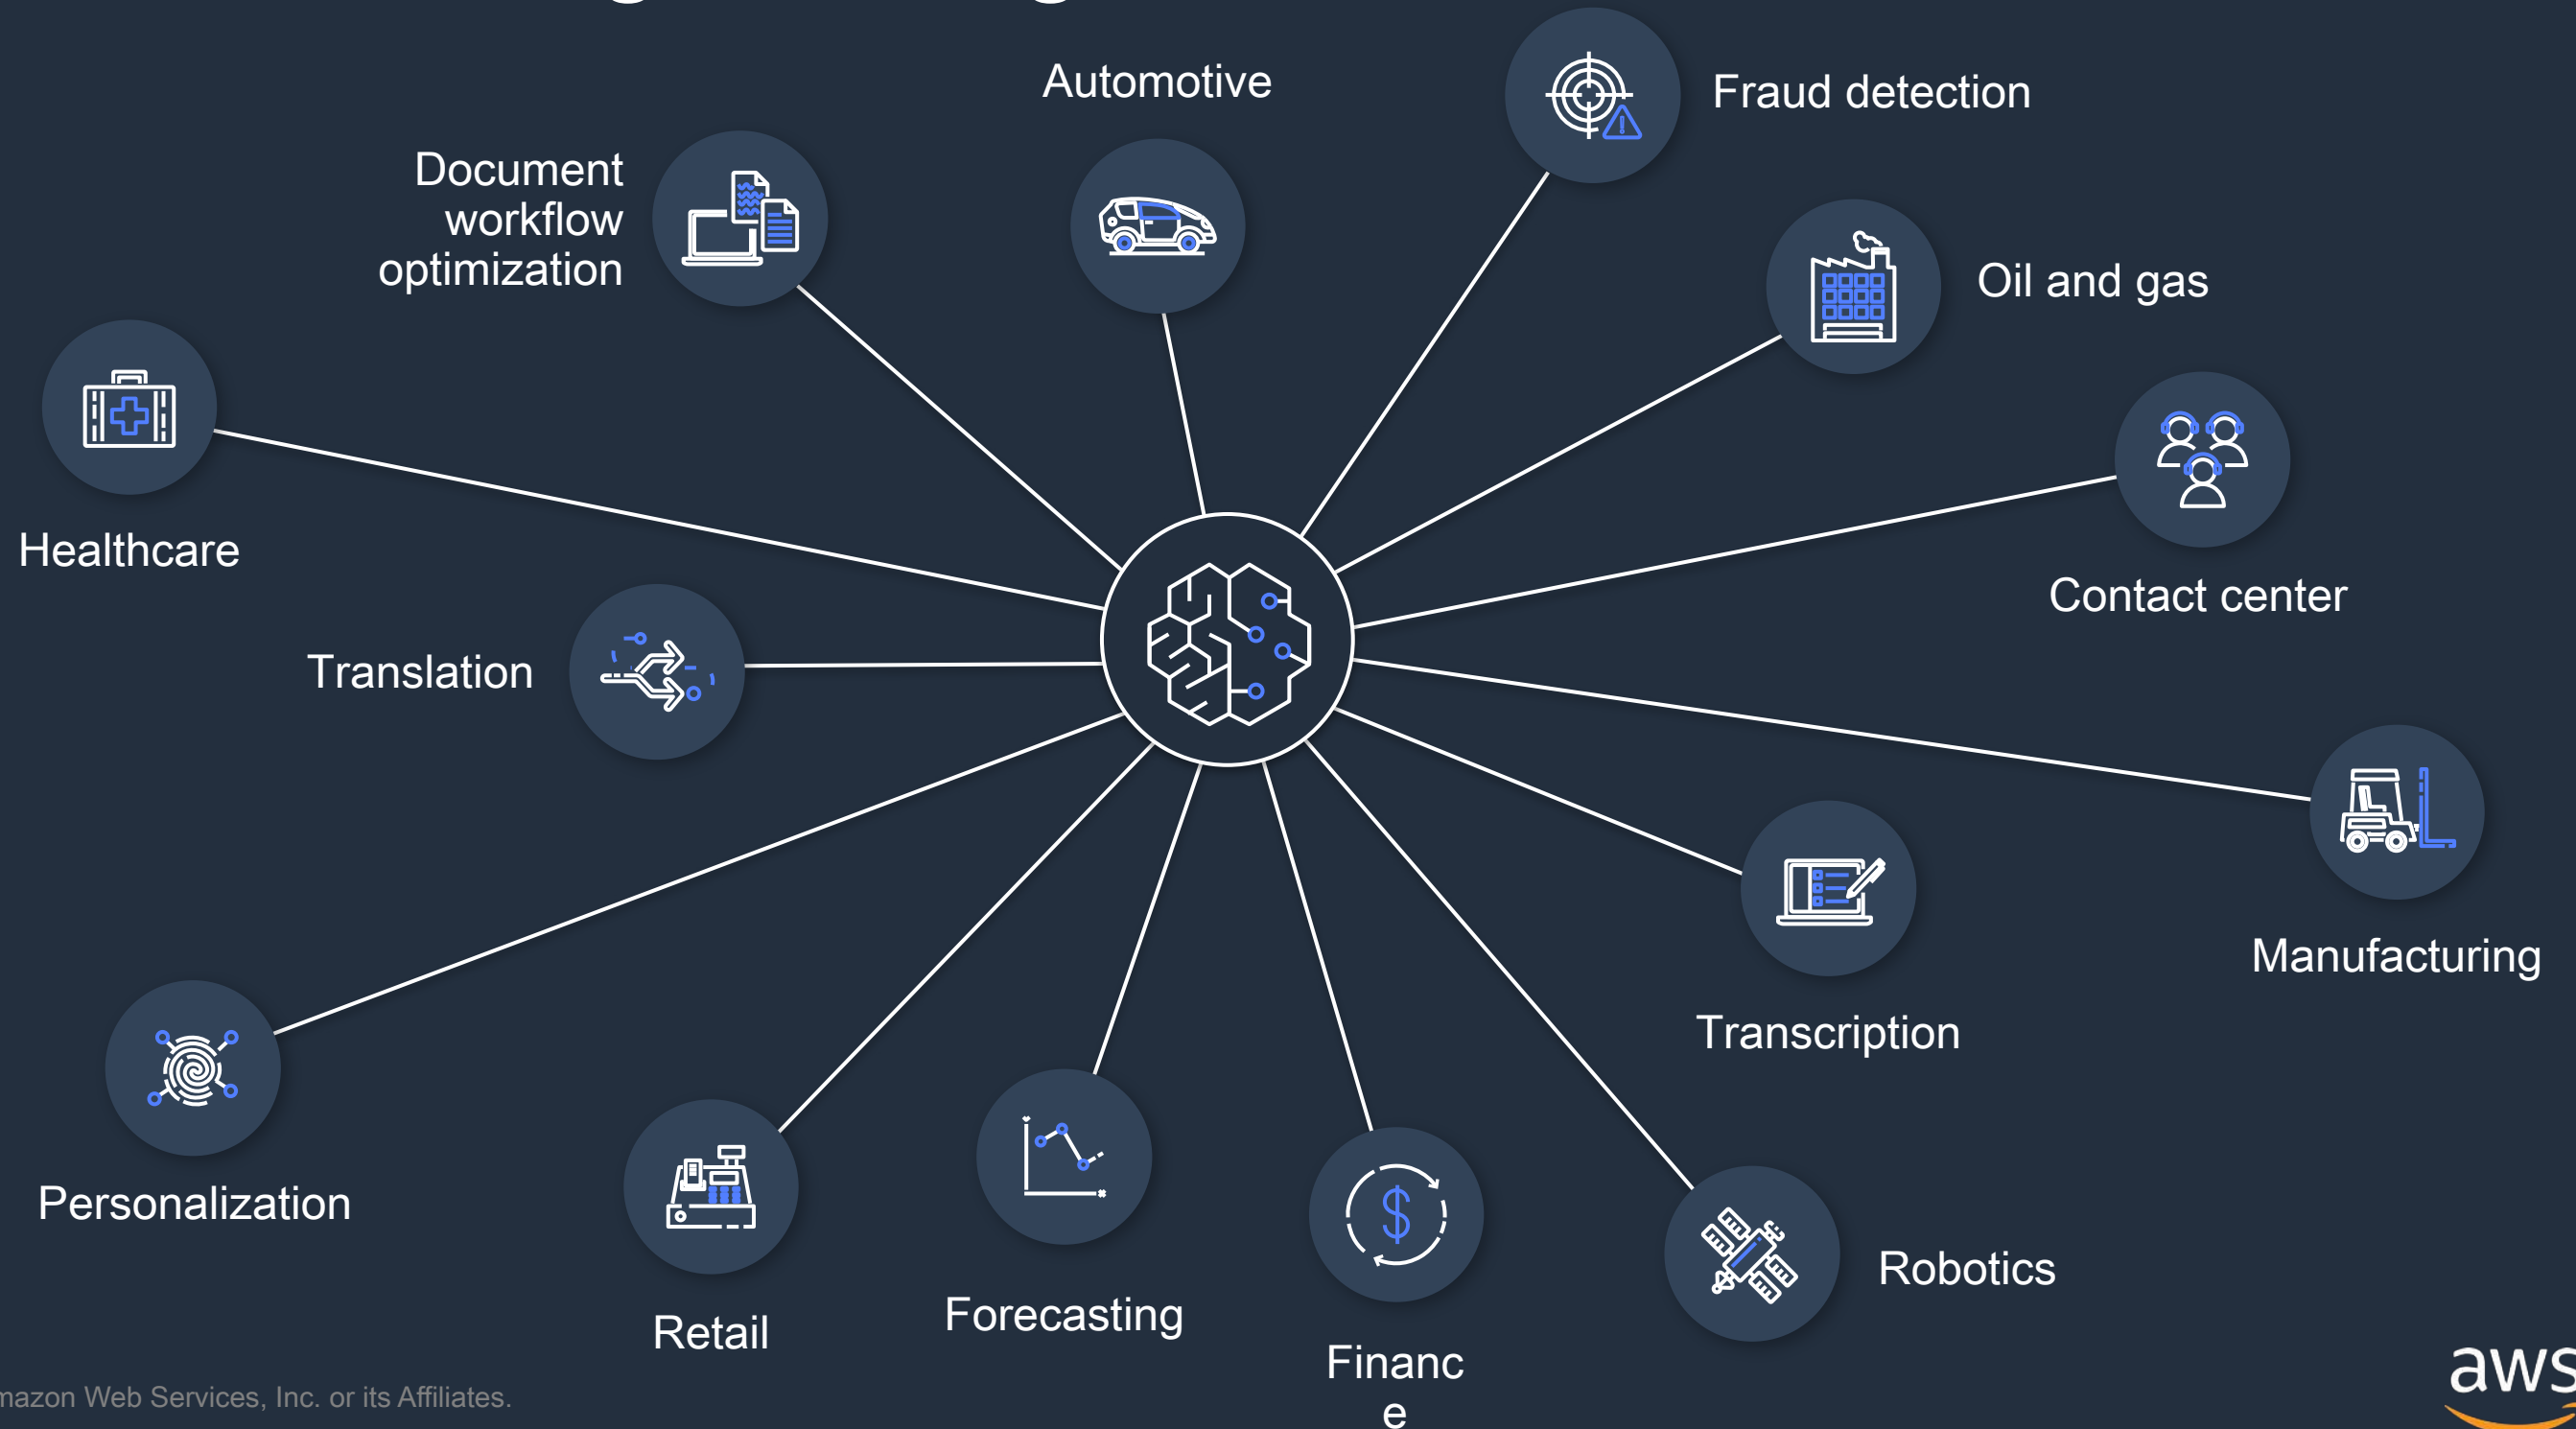 Automotive
Fraud detection
Document
workflow
optimization
Oil and gas
Healthcare
Contact center
Translation
Manufacturing
Transcription
Personalization
Retail
Forecasting
Financ
e
Robotics
mazon Web Services, Inc. or its Affiliates.
aws